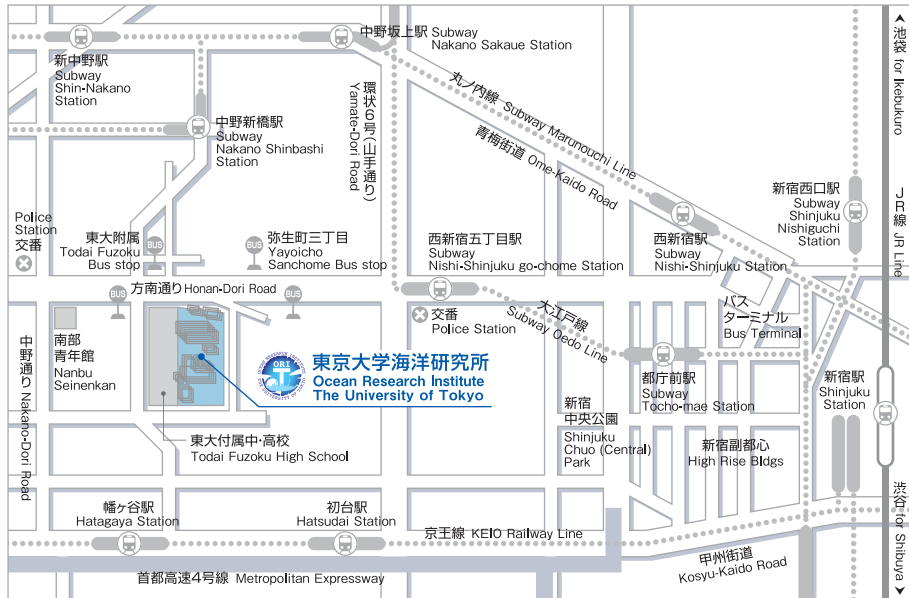 中野坂上駅 Subway
Nakano Sakaue Station
新中野駅
Subway
Shin-Nakano
Station
池袋 for Ikebukuro
丸ノ内線 Subway Marunouchi Line
環状6号(山手通り)
Yamate-Dori Road
青梅街道 Ome-Kaido Road
中野新橋駅
Subway
Nakano Shinbashi
Station
新宿西口駅
Subway
Shinjuku
Nishiguchi
Station
JR線 JR Line
Police
Station
交番
東大附属
Todai Fuzoku
Bus stop
BUS
BUS
弥生町三丁目
Yayoicho
Sanchome Bus stop
西新宿五丁目駅
Subway
Nishi-Shinjuku go-chome Station
西新宿駅
Subway
Nishi-Shinjuku Station
BUS
方南通り Honan-Dori Road
BUS
交番
Police Station
大江戸線
Subway Oedo Line
バス
ターミナル
Bus Terminal
南部
青年館
Nanbu
Seinenkan
中野通り Nakano-Dori Road
ORI
東京大学海洋研究所
Ocean Research Institute
The University of Tokyo
都庁前駅
Subway
Tocho-mae Station
新宿駅
Shinjuku
Station
新宿
中央公園
Shinjuku
Chuo (Central)
Park
東大付属中・高校
Todai Fuzoku High School
新宿副都心
High Rise Bldgs
幡ヶ谷駅
Hatagaya Station
初台駅
Hatsudai Station
京王線 KEIO Railway Line
渋谷 for Shibuya
甲州街道
Kosyu-Kaido Road
首都高速4号線 Metropolitan Expressway